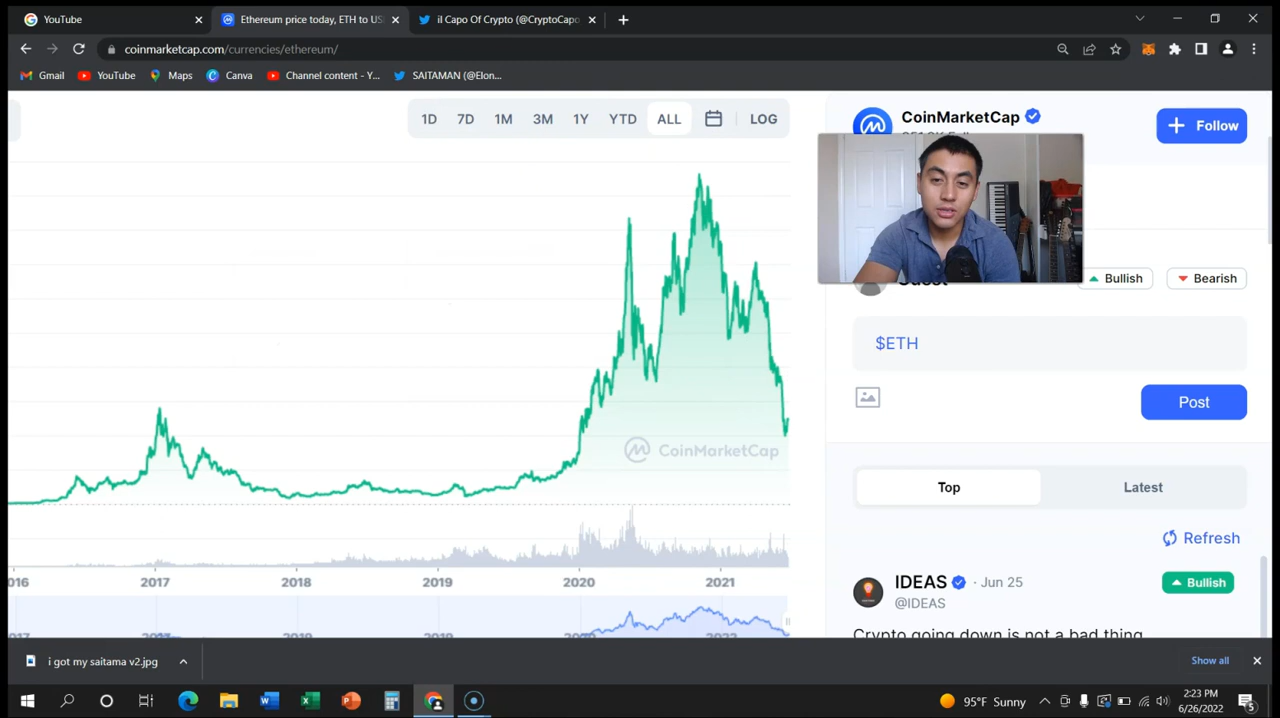 YouTube
Ethereum price today, ETH to US
il Capo Of Crypto (@CryptoCapo
coinmarketcap.com/currencies/ethereum/
Gmail
YouTube
Maps
Canva
Channel content - Y...
SAITAMAN (@Elon...
1D 7D 1M 3M 1Y YTD ALL LOG
CoinMarketCap
Follow
Bullish
Bearish
$ETH
Post
CoinMarketCap
Top
Latest
Refresh
016 2017 2018 2019 2020 2021
IDEAS · Jun 25
Bullish
@IDEAS
Crypto going down is not a bad thing
i got my saitama v2.jpg
Show all
95°F Sunny
2:23 PM
6/26/2022
5